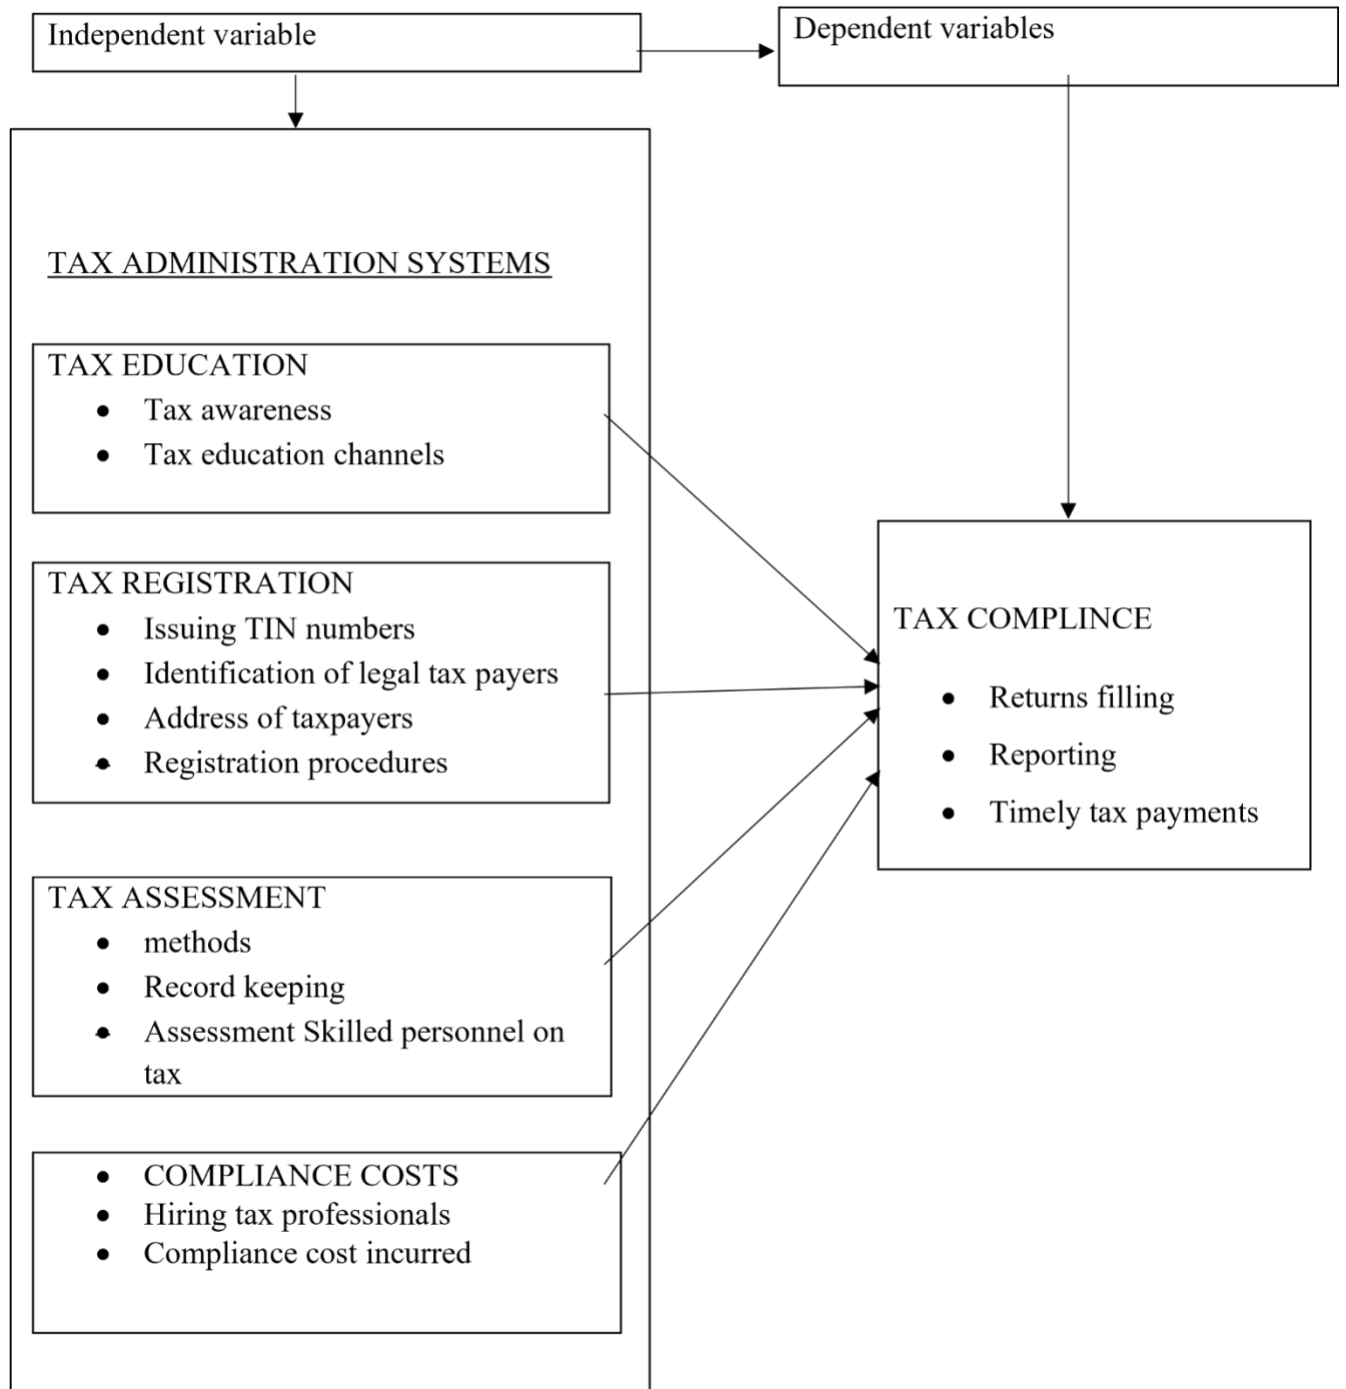 Independent variable
Dependent variables
TAX ADMINISTRATION SYSTEMS
TAX EDUCATION
• Tax awareness
• Tax education channels
TAX REGISTRATION
• Issuing TIN numbers
• Identification of legal tax payers
• Address of taxpayers
• Registration procedures
TAX ASSESSMENT
• methods
• Record keeping
• Assessment Skilled personnel on
tax
• COMPLIANCE COSTS
• Hiring tax professionals
• Compliance cost incurred
TAX COMPLINCE
• Returns filling
• Reporting
• Timely tax payments